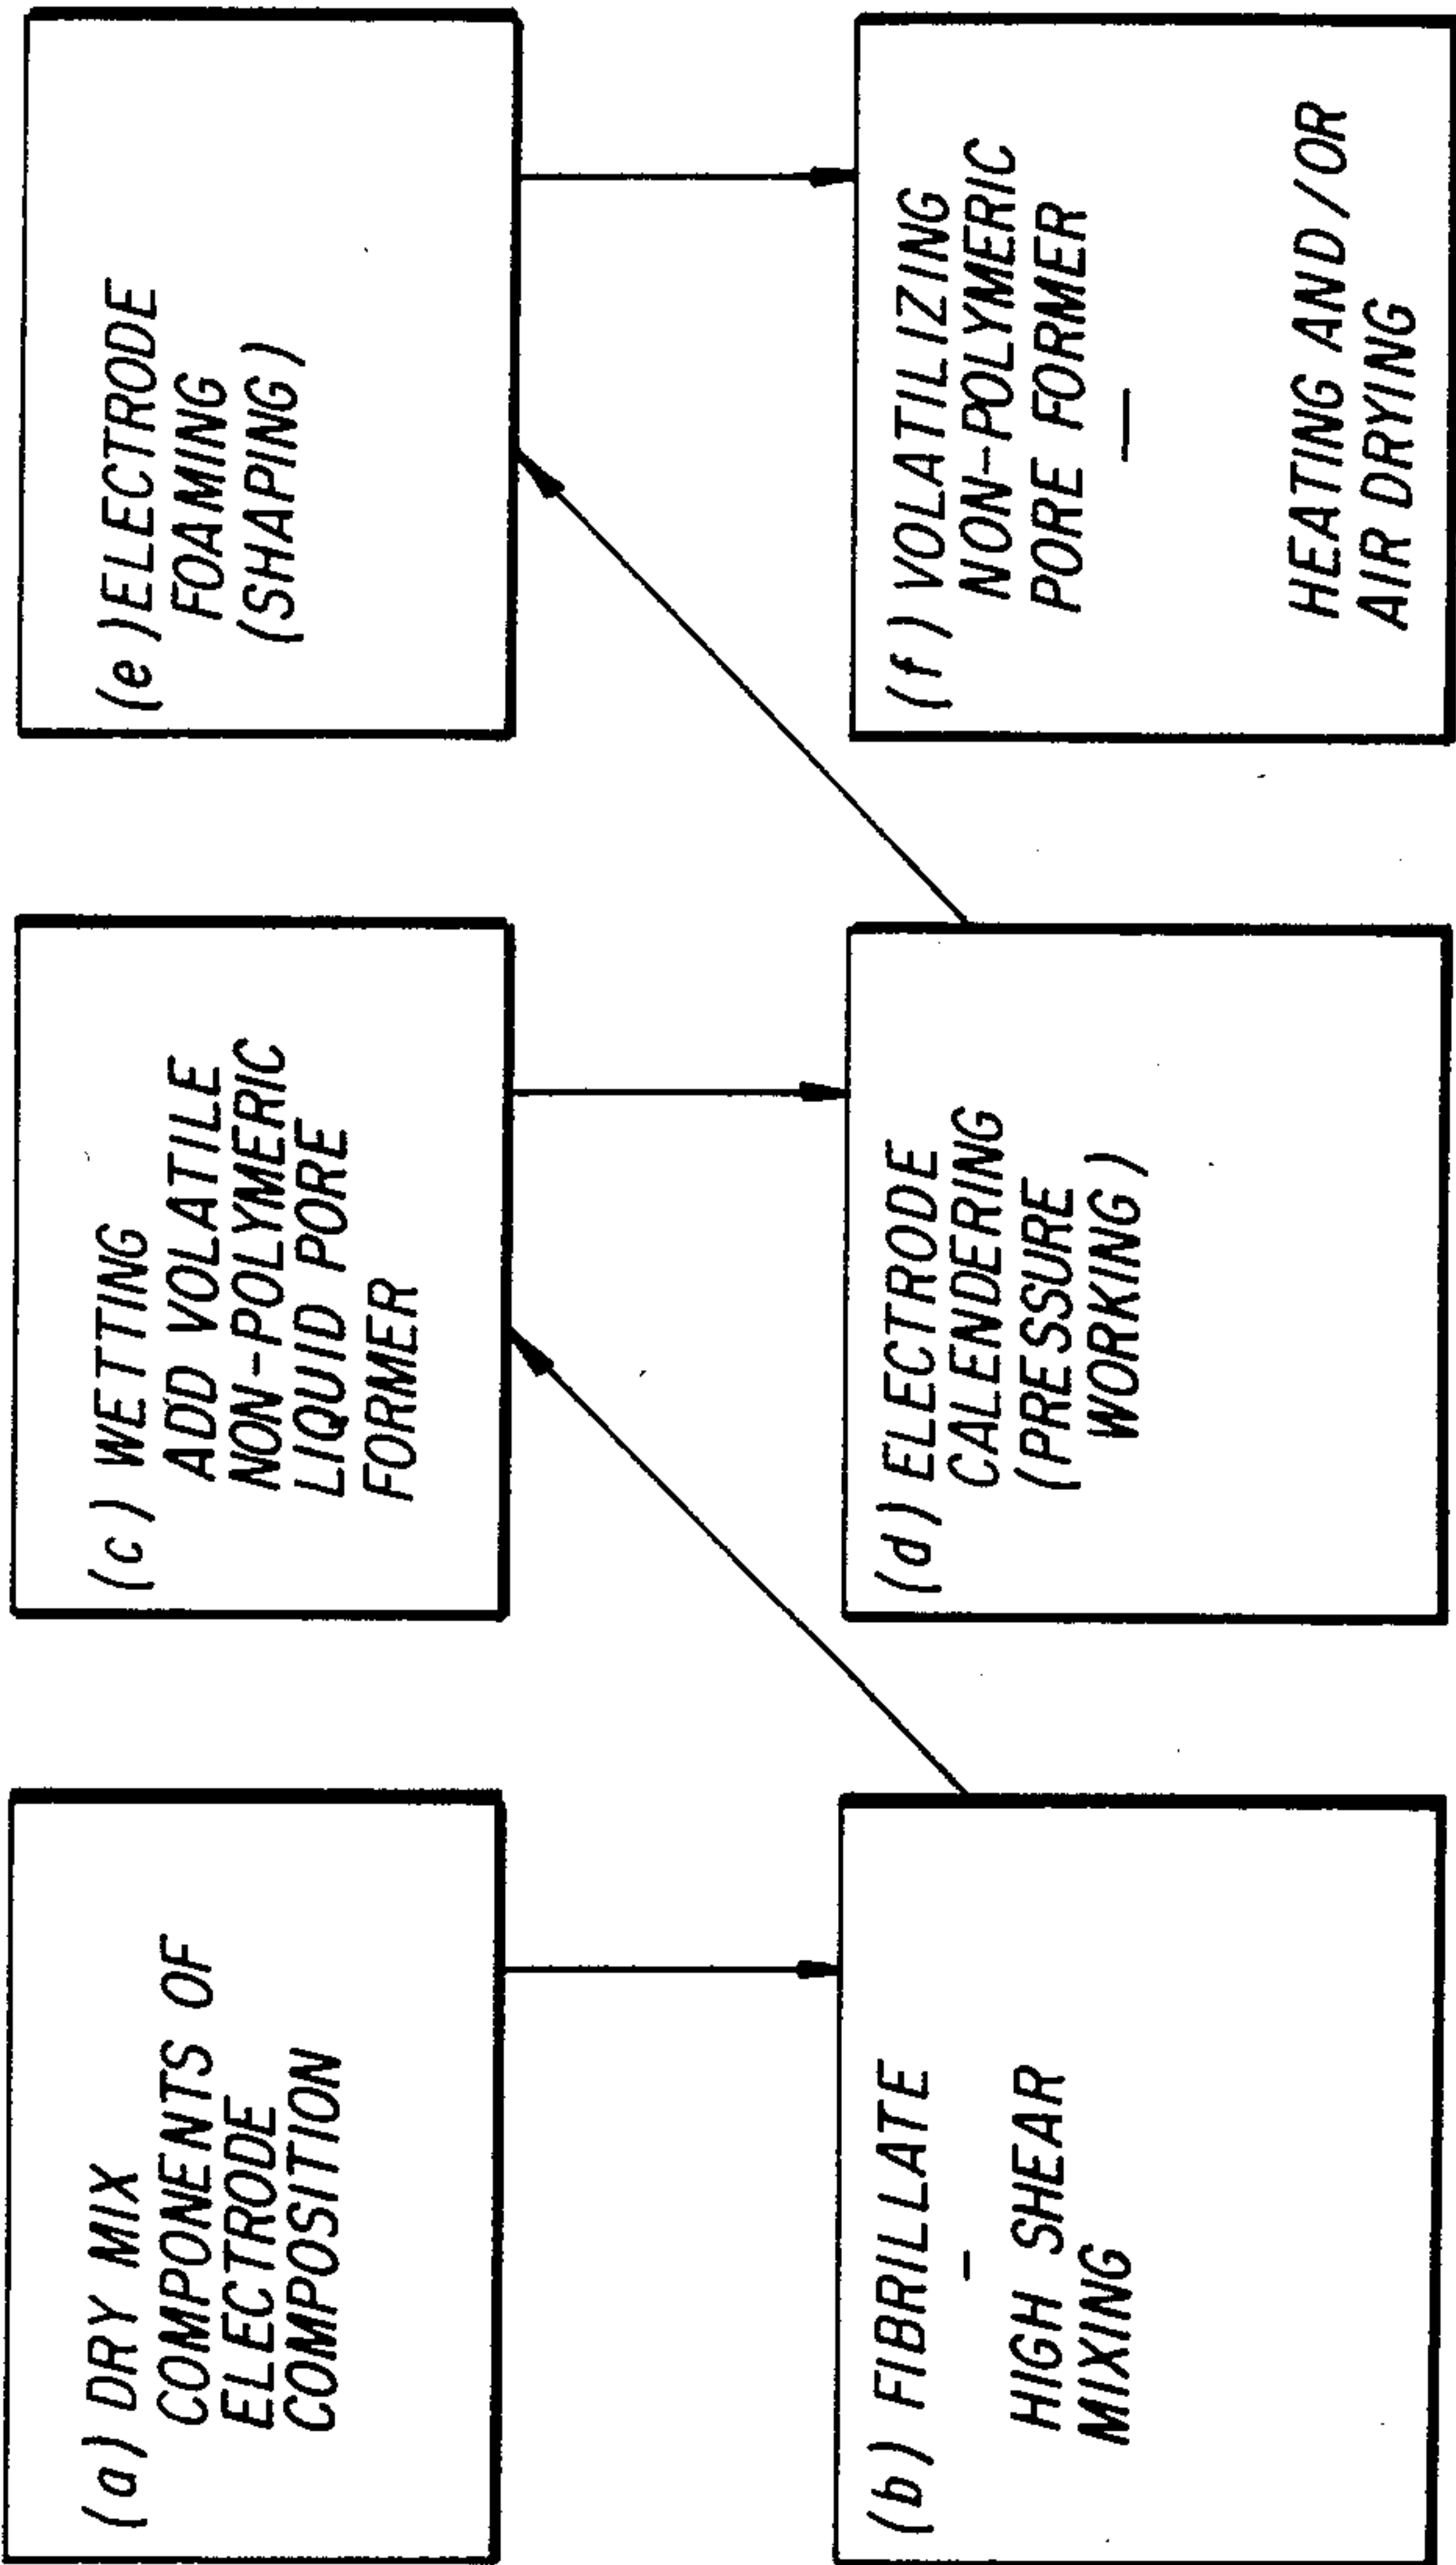 (a) DRY MIX
COMPONENTS OF
ELECTRODE
COMPOSITION
(b) FIBRILLATE
–
HIGH SHEAR
MIXING
(c) WETTING
ADD VOLATILE
NON-POLYMERIC
LIQUID PORE
FORMER
(d) ELECTRODE
CALENDERING
(PRESSURE
WORKING)
(e) ELECTRODE
FOAMING
(SHAPING)
(f) VOLATILIZING
NON-POLYMERIC
PORE FORMER
–
HEATING AND/OR
AIR DRYING